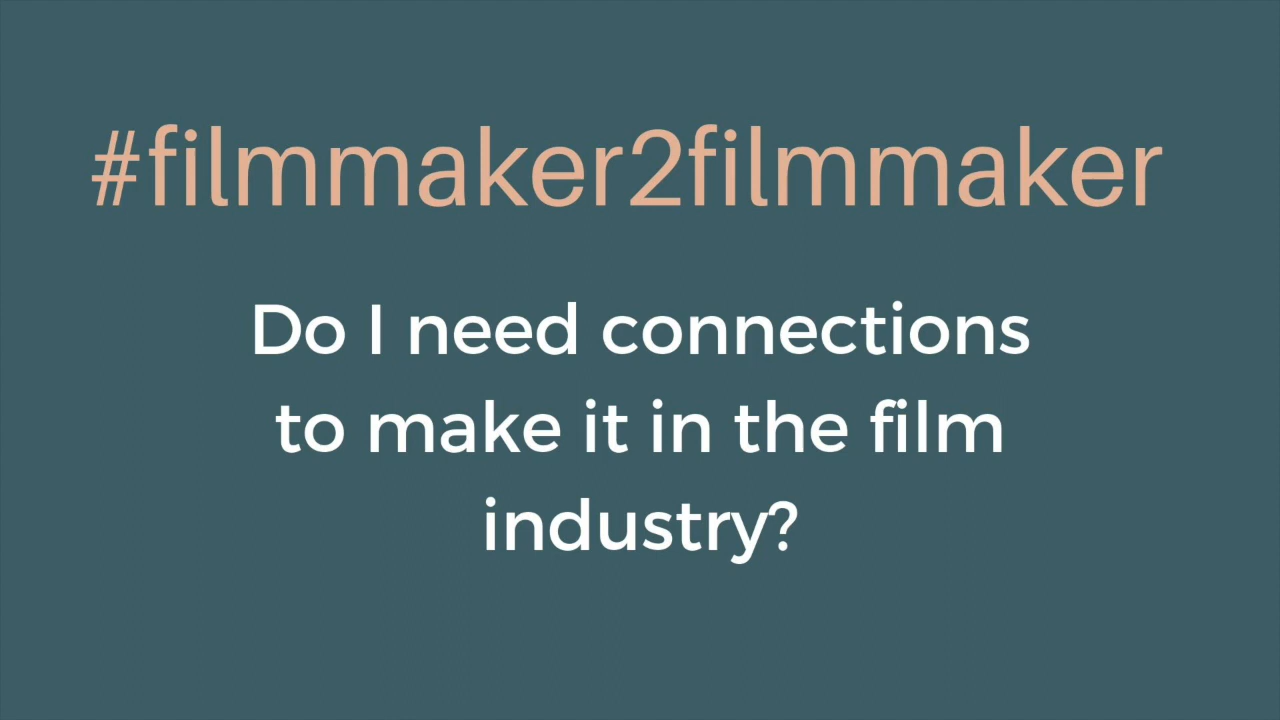 #filmmaker2filmmaker
Do I need connections
to make it in the film
industry?